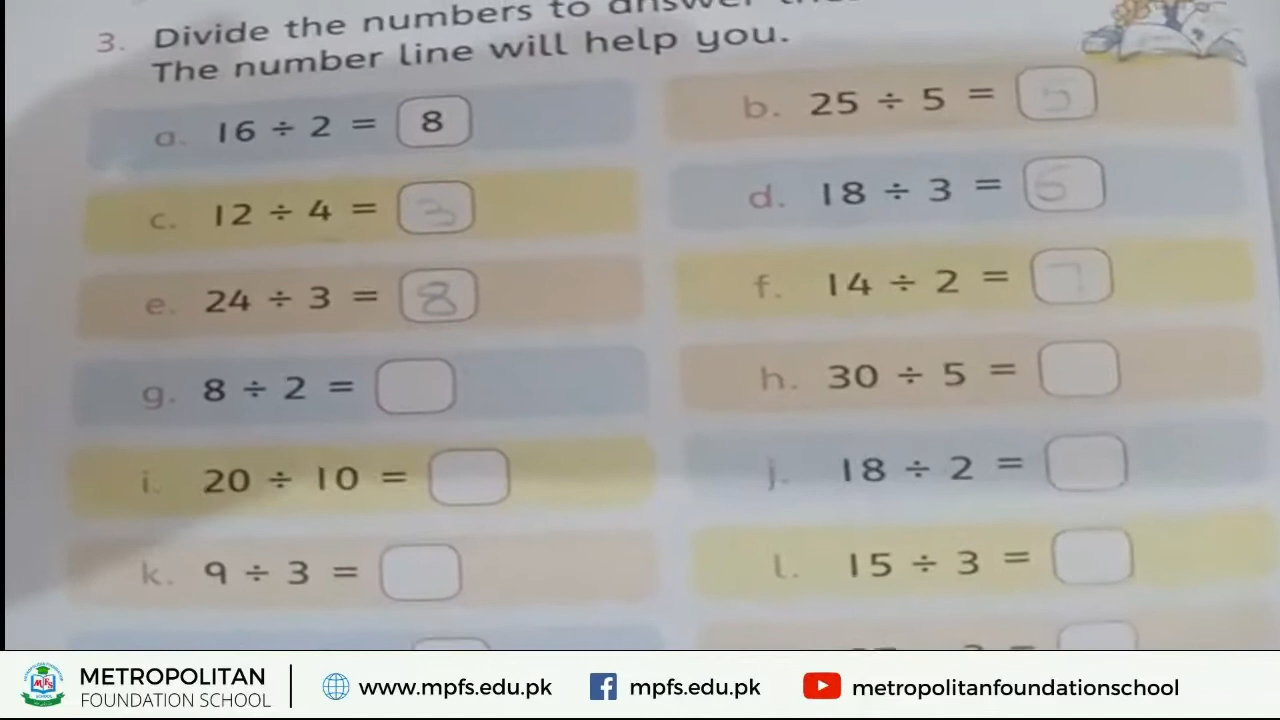 3. Divide the numbers to answer
The number line will help you.
a. 16 ÷ 2 = 8
b. 25 ÷ 5 = 5
c. 12 ÷ 4 = 3
d. 18 ÷ 3 = 6
e. 24 ÷ 3 = 8
f. 14 ÷ 2 = 7
g. 8 ÷ 2 =
h. 30 ÷ 5 =
i. 20 ÷ 10 =
j. 18 ÷ 2 =
k. 9 ÷ 3 =
l. 15 ÷ 3 =
METROPOLITAN
FOUNDATION SCHOOL
www.mpfs.edu.pk
mpfs.edu.pk
metropolitanfoundationschool